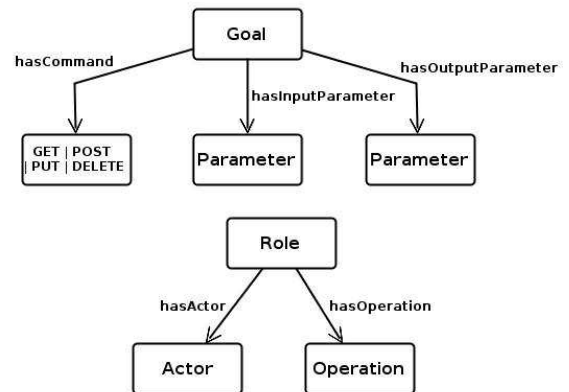 Goal
hasCommand
hasOutputParameter
hasInputParameter
GET | POST
| PUT | DELETE
Parameter
Parameter
Role
hasActor
hasOperation
Actor
Operation